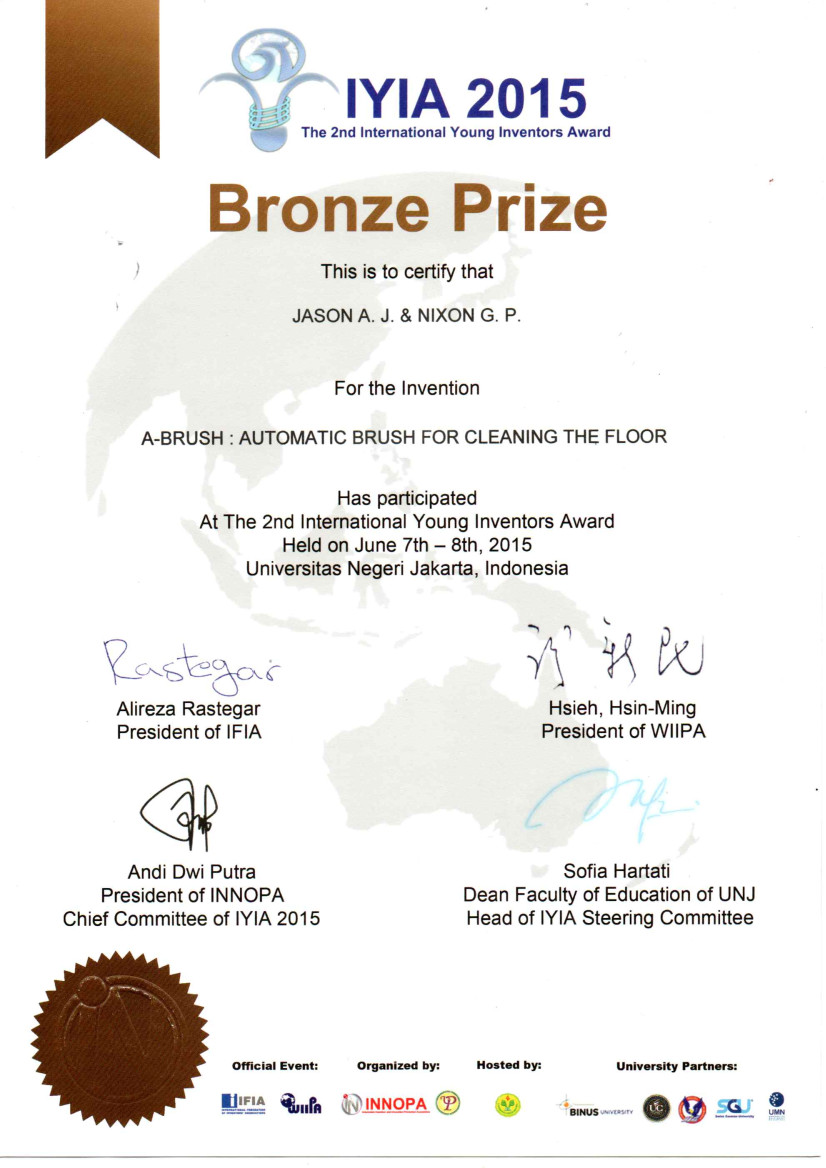 IYIA 2015
The 2nd International Young Inventors Award
Bronze Prize
This is to certify that
JASON A. J. & NIXON G. P.
For the Invention
A-BRUSH : AUTOMATIC BRUSH FOR CLEANING THE FLOOR
Has participated
At The 2nd International Young Inventors Award
Held on June 7th – 8th, 2015
Universitas Negeri Jakarta, Indonesia
Rastegar
Alireza Rastegar
President of IFIA
Hsieh, Hsin-Ming
President of WIIPA
Andi Dwi Putra
President of INNOPA
Chief Committee of IYIA 2015
Sofia Hartati
Dean Faculty of Education of UNJ
Head of IYIA Steering Committee
Official Event:
Organized by:
Hosted by:
University Partners:
IFIA
WIIPA
INNOPA
BINUS UNIVERSITY
UC
SGU
UMN